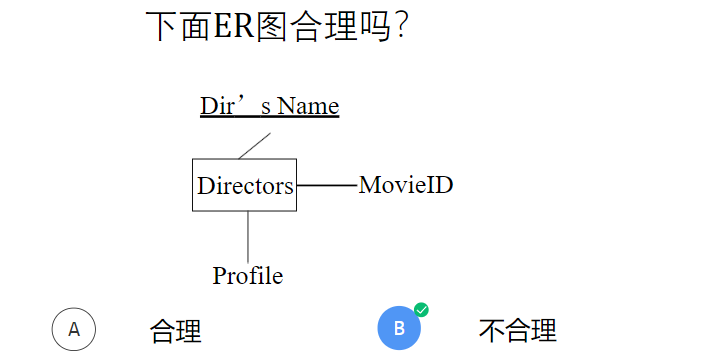 下面ER图合理吗?
Dir’s Name
Directors
MovieID
Profile
A 合理
B 不合理